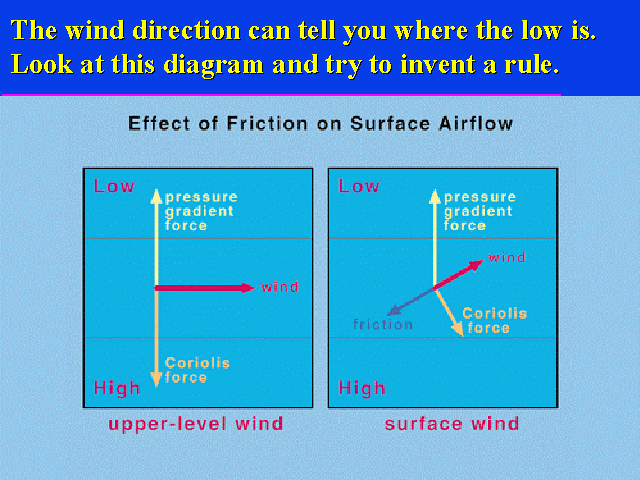 The wind direction can tell you where the low is.
Look at this diagram and try to invent a rule.
Effect of Friction on Surface Airflow
Low
pressure
gradient
force
wind
Coriolis
force
High
upper-level wind
Low
pressure
gradient
force
wind
friction
Coriolis
force
High
surface wind